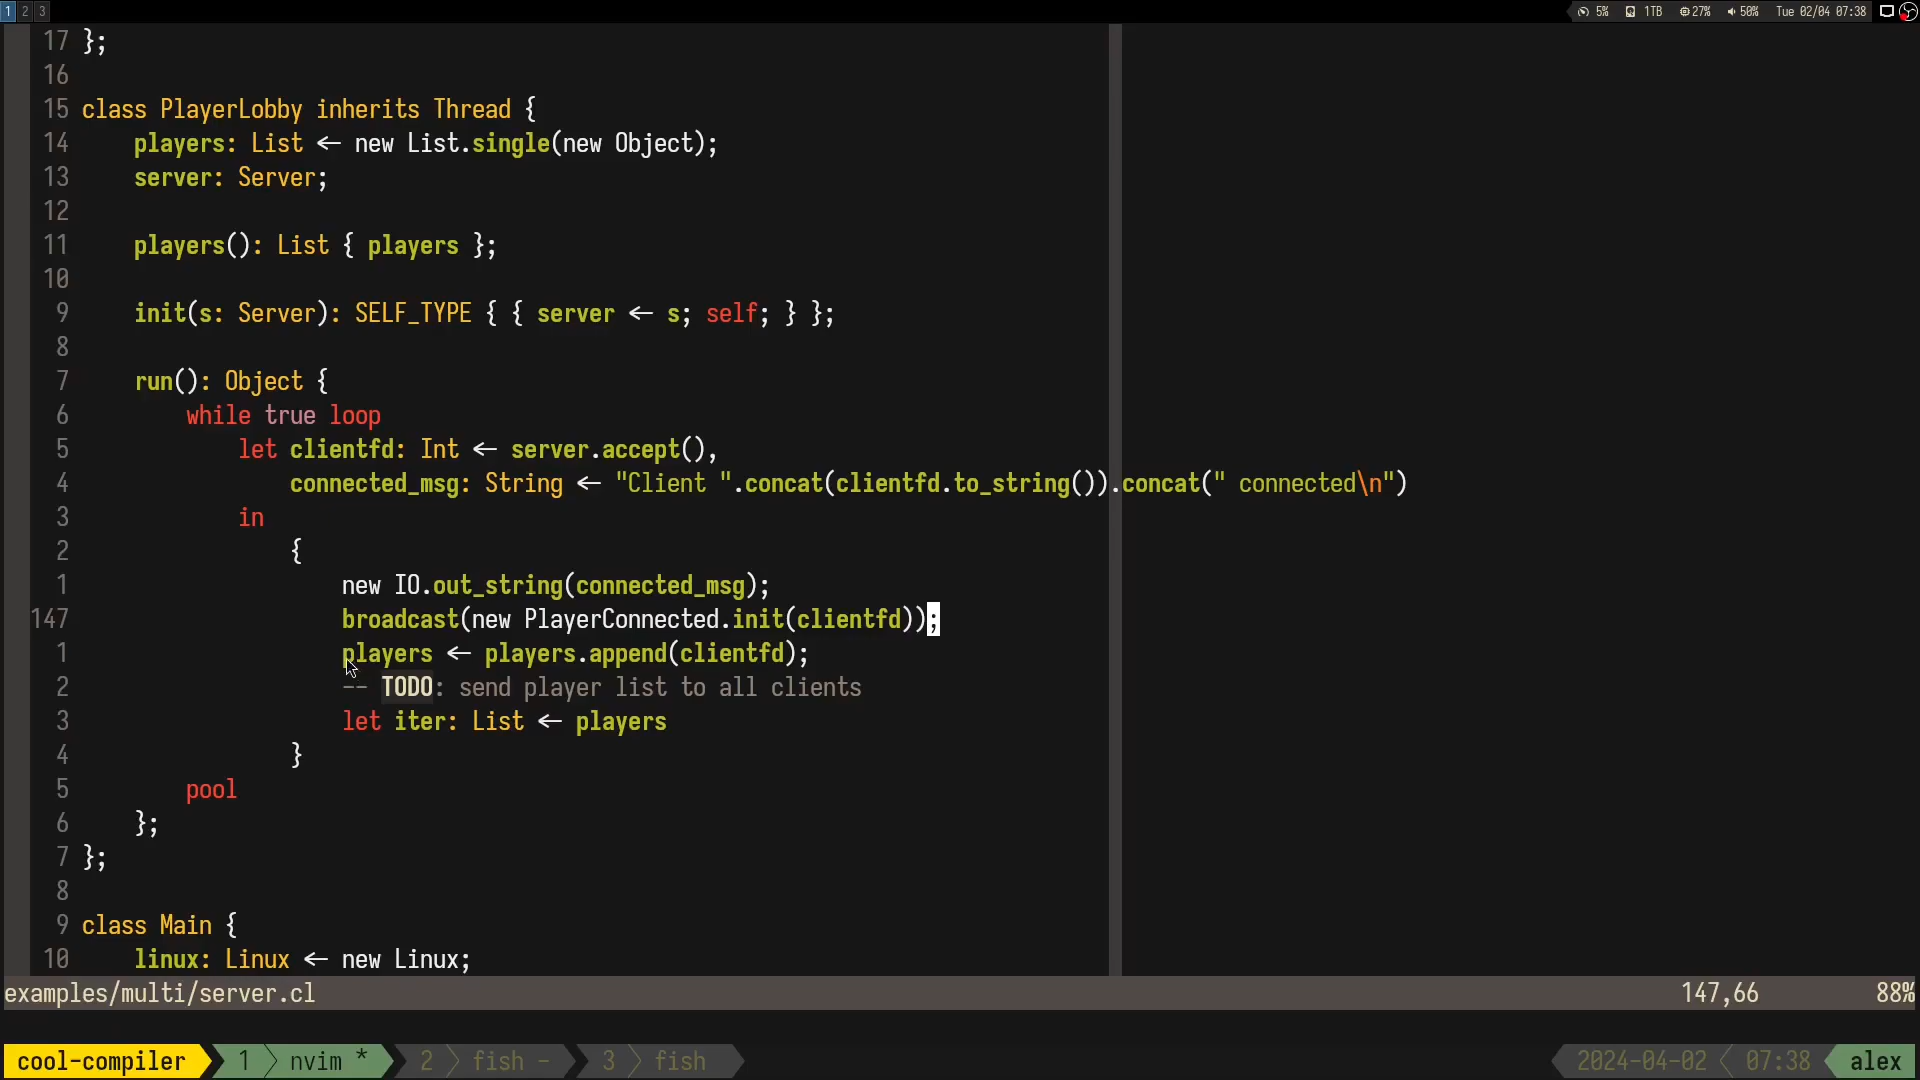 1 2 3 5% 1TB 27% 50% Tue 02/04 07:38
17 };
16
15 class PlayerLobby inherits Thread {
14     players: List <- new List.single(new Object);
13     server: Server;
12
11     players(): List { players };
10
9     init(s: Server): SELF_TYPE { { server <- s; self; } };
8
7     run(): Object {
6         while true loop
5             let clientfd: Int <- server.accept(),
4                 connected_msg: String <- "Client ".concat(clientfd.to_string()).concat(" connected\n")
3             in
2                 {
1                     new IO.out_string(connected_msg);
147                     broadcast(new PlayerConnected.init(clientfd));
1                     players <- players.append(clientfd);
2                     -- TODO: send player list to all clients
3                     let iter: List <- players
4                 }
5         pool
6     };
7 };
8
9 class Main {
10     linux: Linux <- new Linux;
examples/multi/server.cl 147,66 88%
cool-compiler 1 nvim * 2 fish - 3 fish 2024-04-02 07:38 alex